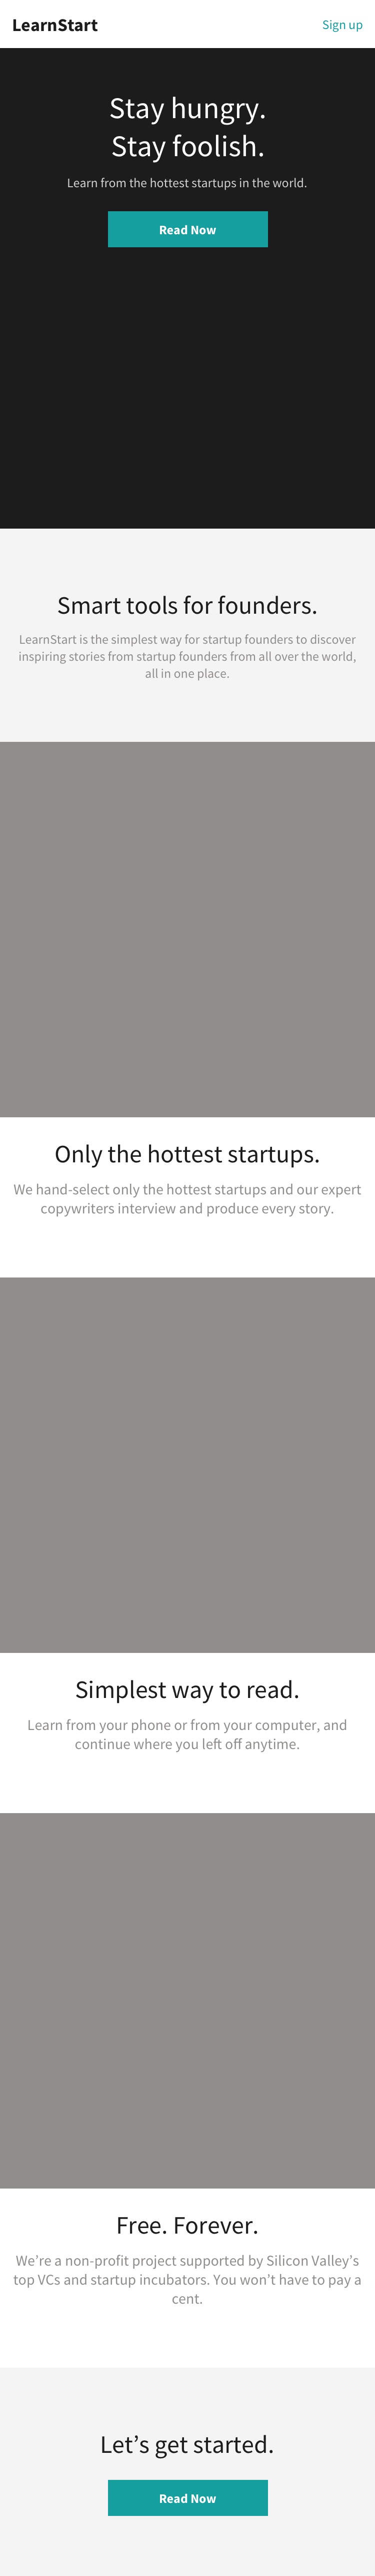 LearnStart
Sign up
Stay hungry.
Stay foolish.
Learn from the hottest startups in the world.
Read Now
Smart tools for founders.
LearnStart is the simplest way for startup founders to discover
inspiring stories from startup founders from all over the world,
all in one place.
Only the hottest startups.
We hand-select only the hottest startups and our expert
copywriters interview and produce every story.
Simplest way to read.
Learn from your phone or from your computer, and
continue where you left off anytime.
Free. Forever.
We’re a non-profit project supported by Silicon Valley’s
top VCs and startup incubators. You won’t have to pay a
cent.
Let’s get started.
Read Now